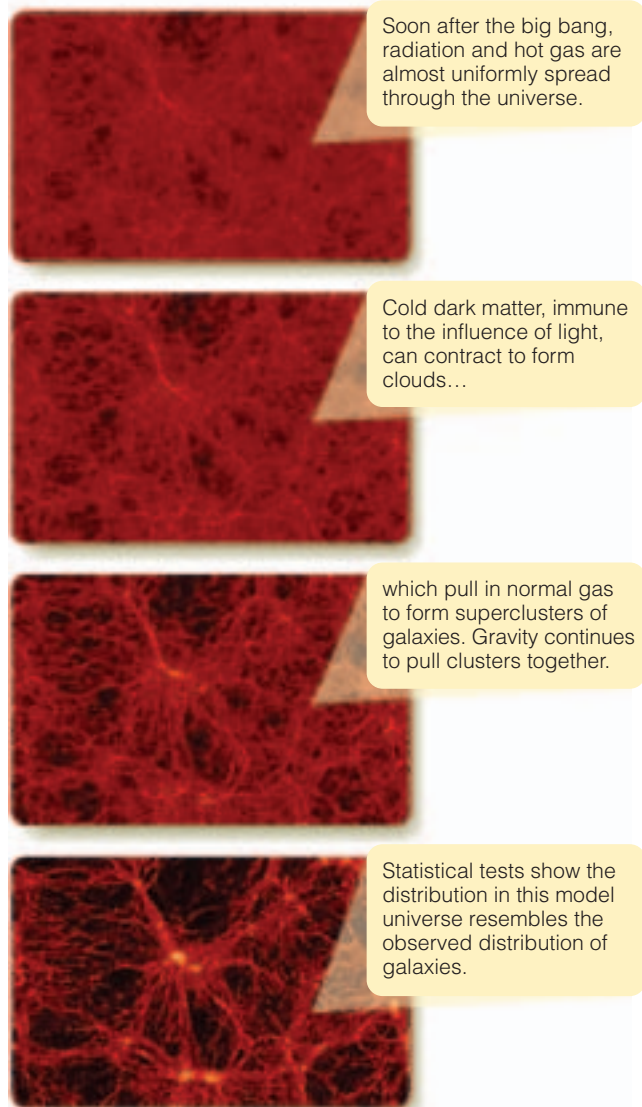 Soon after the big bang,
radiation and hot gas are
almost uniformly spread
through the universe.
Cold dark matter, immune
to the influence of light,
can contract to form
clouds…
which pull in normal gas
to form superclusters of
galaxies. Gravity continues
to pull clusters together.
Statistical tests show the
distribution in this model
universe resembles the
observed distribution of
galaxies.